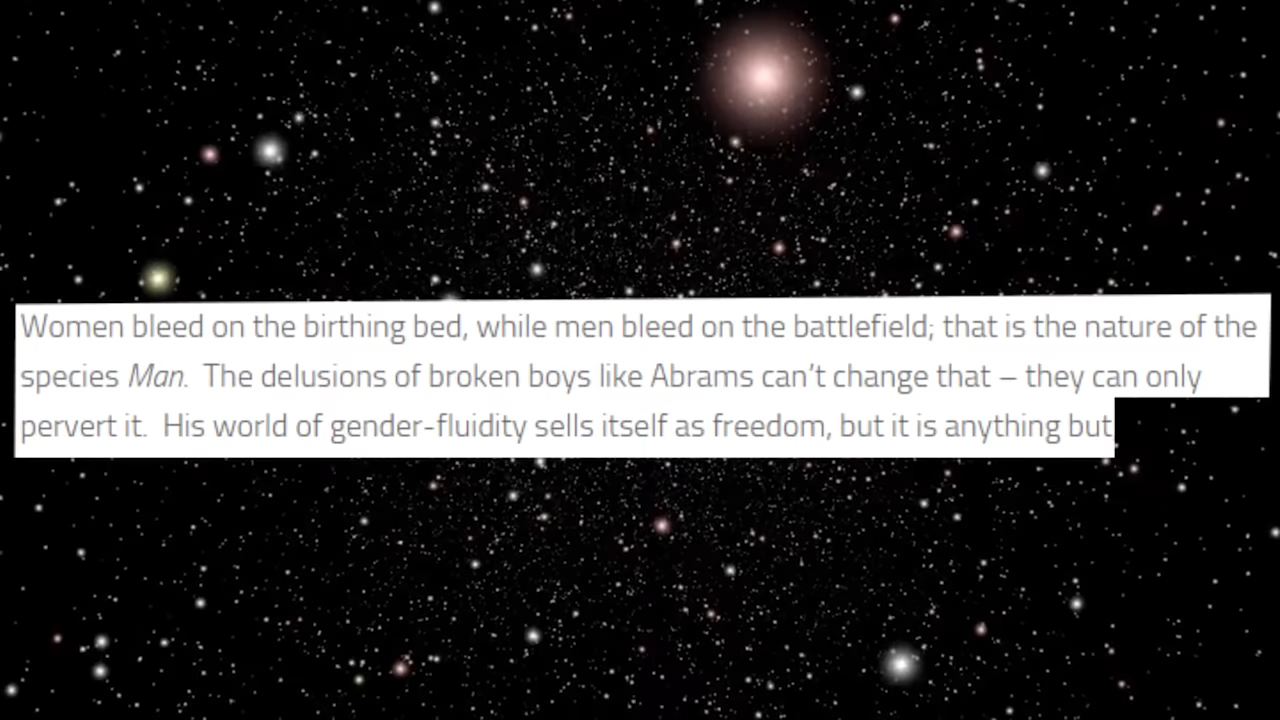 Women bleed on the birthing bed, while men bleed on the battlefield; that is the nature of the
species Man.  The delusions of broken boys like Abrams can’t change that – they can only
pervert it.  His world of gender-fluidity sells itself as freedom, but it is anything but